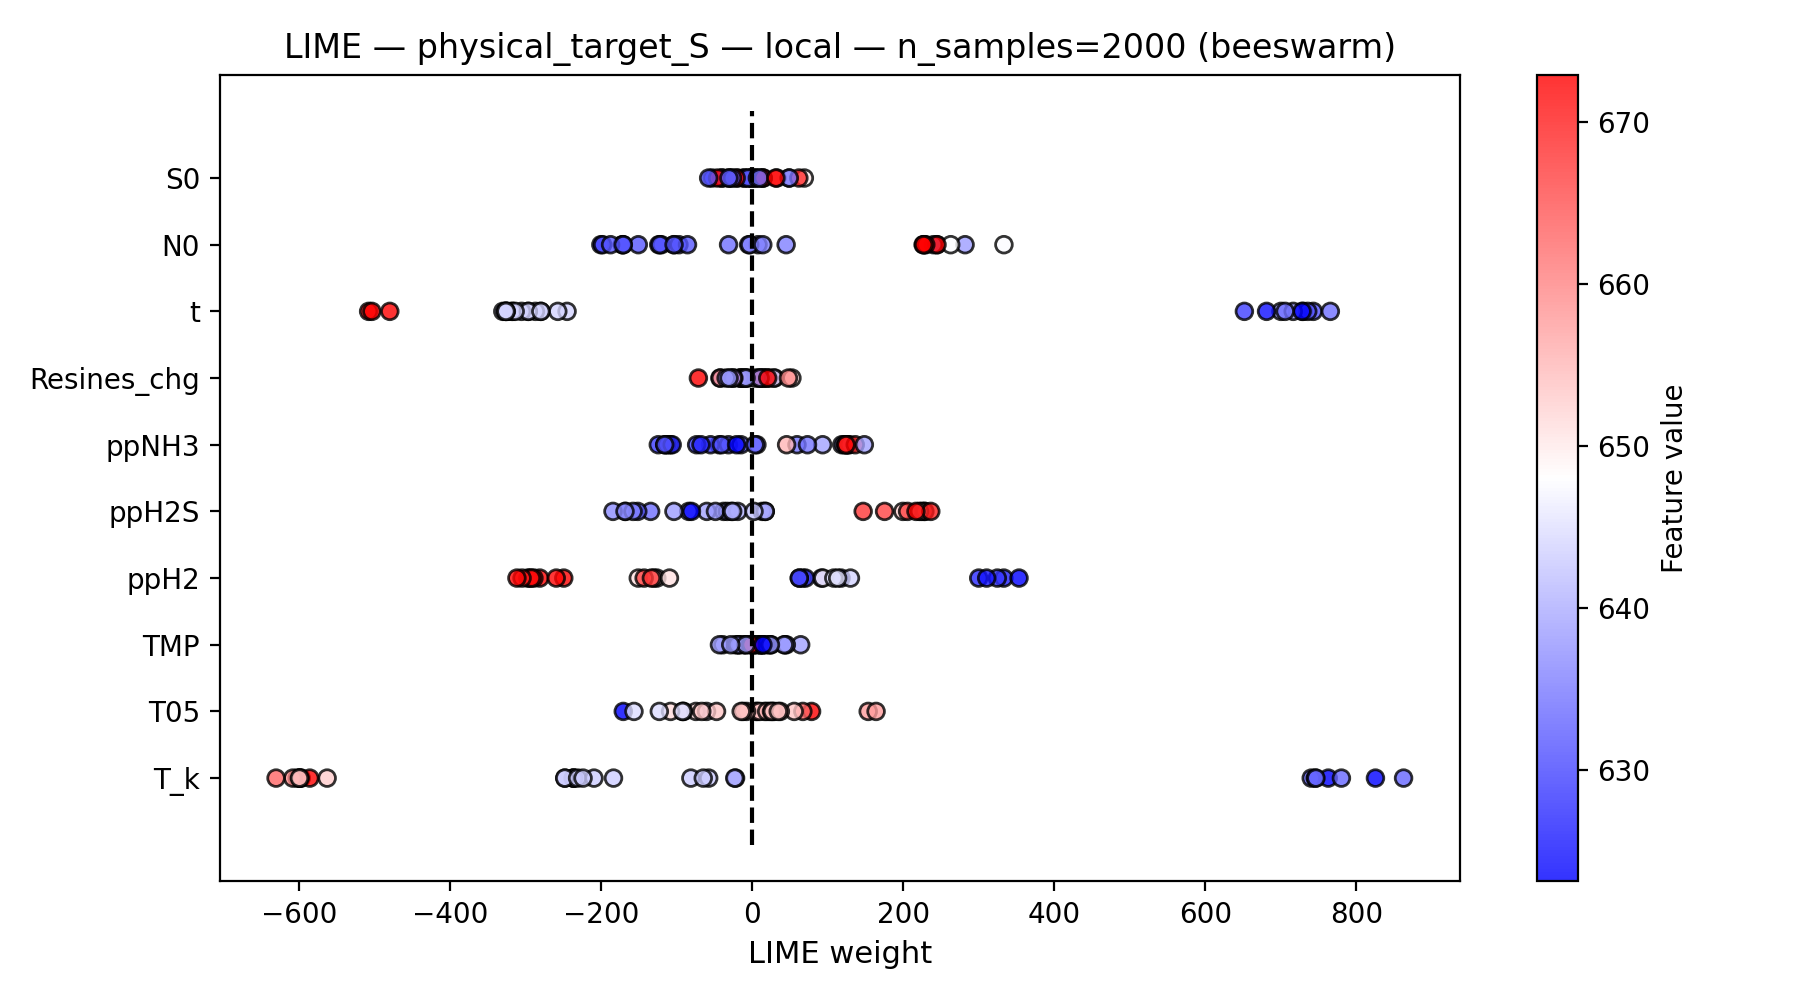 LIME — physical_target_S — local — n_samples=2000 (beeswarm)
S0
N0
t
Resines_chg
ppNH3
ppH2S
ppH2
TMP
T05
T_k
−600 −400 −200 0 200 400 600 800
LIME weight
670
660
650
640
630
Feature value